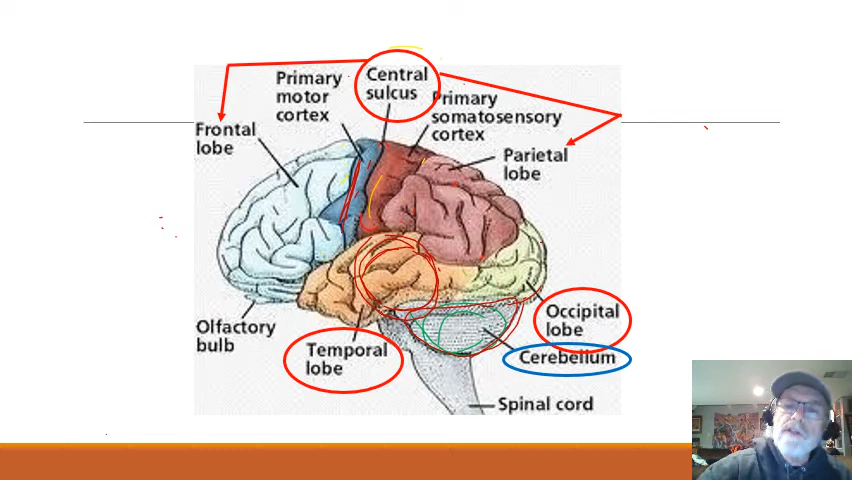 Primary
motor
cortex
Central
sulcus
Primary
somatosensory
cortex
Frontal
lobe
Parietal
lobe
Olfactory
bulb
Temporal
lobe
Occipital
lobe
Cerebellum
Spinal cord